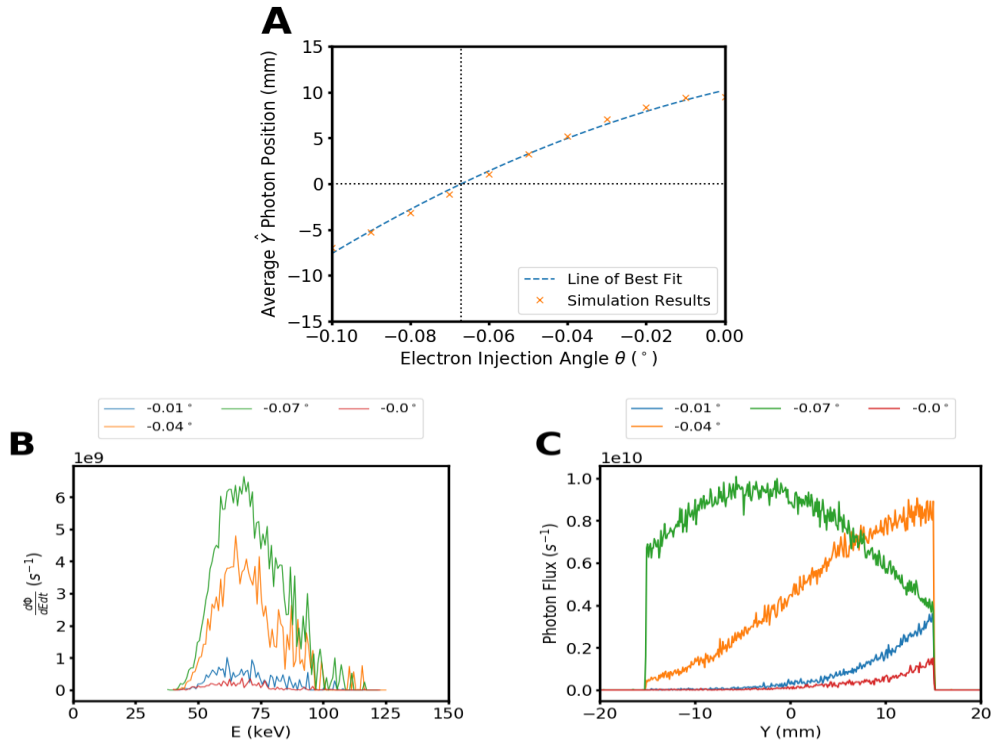 A
Average Ŷ Photon Position (mm)
15
10
5
0
−5
−10
−15
Line of Best Fit
Simulation Results
−0.10 −0.08 −0.06 −0.04 −0.02 0.00
Electron Injection Angle θ (°)
B
-0.01° -0.07° -0.0°
-0.04°
1e9
dΦ/dEdt (s⁻¹)
6
5
4
3
2
1
0
0 25 50 75 100 125 150
E (keV)
C
-0.01° -0.07° -0.0°
-0.04°
1e10
Photon Flux (s⁻¹)
1.0
0.8
0.6
0.4
0.2
0.0
−20 −10 0 10 20
Y (mm)